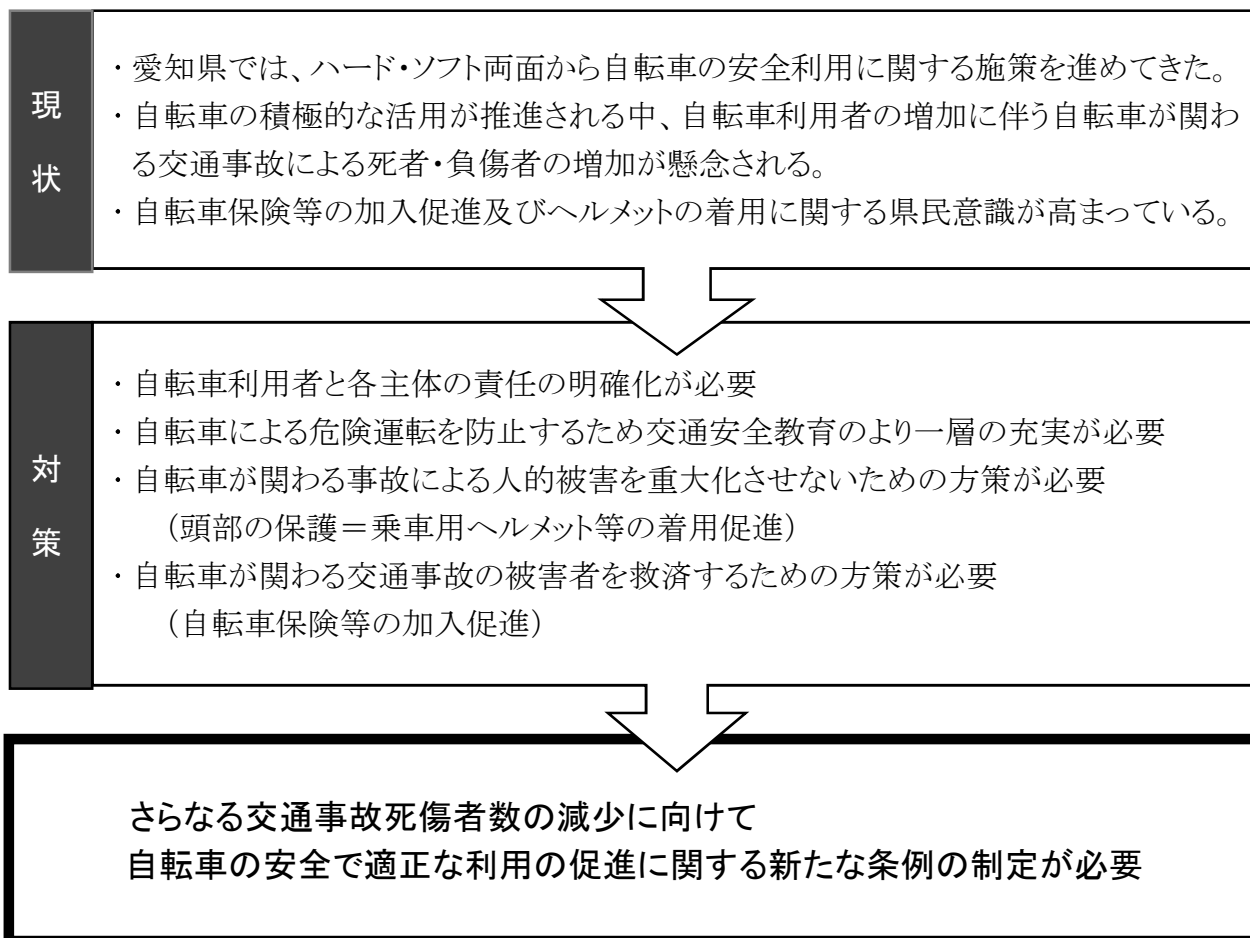 現状
・愛知県では、ハード・ソフト両面から自転車の安全利用に関する施策を進めてきた。
・自転車の積極的な活用が推進される中、自転車利用者の増加に伴う自転車が関わ
る交通事故による死者・負傷者の増加が懸念される。
・自転車保険等の加入促進及びヘルメットの着用に関する県民意識が高まっている。
対策
・自転車利用者と各主体の責任の明確化が必要
・自転車による危険運転を防止するため交通安全教育のより一層の充実が必要
・自転車が関わる事故による人的被害を重大化させないための方策が必要
（頭部の保護＝乗車用ヘルメット等の着用促進）
・自転車が関わる交通事故の被害者を救済するための方策が必要
（自転車保険等の加入促進）
さらなる交通事故死傷者数の減少に向けて
自転車の安全で適正な利用の促進に関する新たな条例の制定が必要